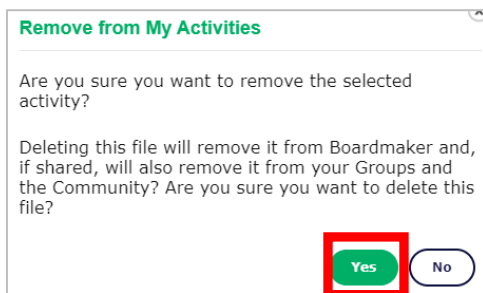 Remove from My Activities
Are you sure you want to remove the selected
activity?
Deleting this file will remove it from Boardmaker and,
if shared, will also remove it from your Groups and
the Community? Are you sure you want to delete this
file?
Yes No